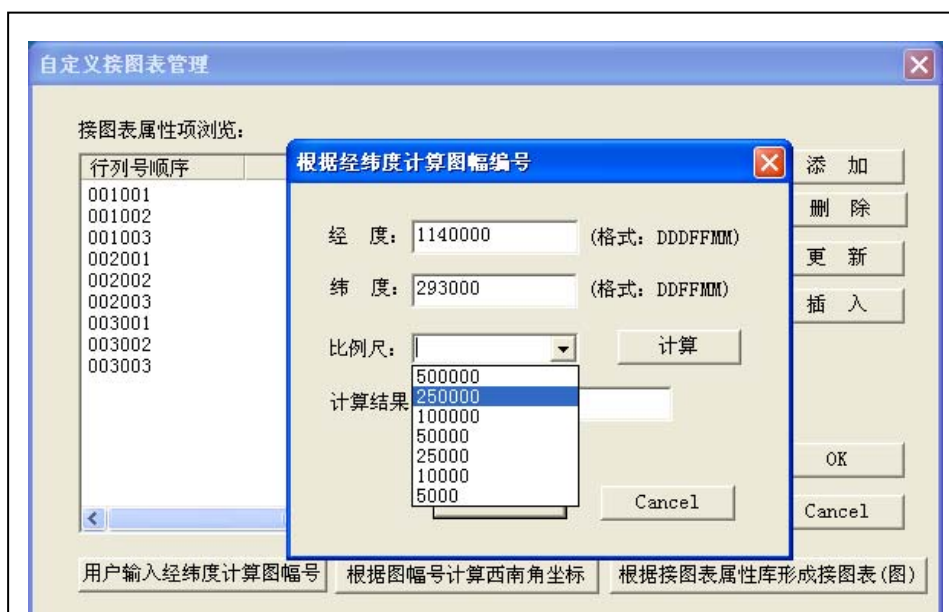 自定义接图表管理
接图表属性项浏览:
行列号顺序
001001
001002
001003
002001
002002
002003
003001
003002
003003
添 加
删 除
更 新
插 入
OK
Cancel
根据经纬度计算图幅编号
经 度: 1140000 (格式: DDDFFMM)
纬 度: 293000 (格式: DDFFMM)
比例尺: 计算
500000
250000
100000
50000
25000
10000
5000
计算结果
Cancel
用户输入经纬度计算图幅号 根据图幅号计算西南角坐标 根据接图表属性库形成接图表(图)